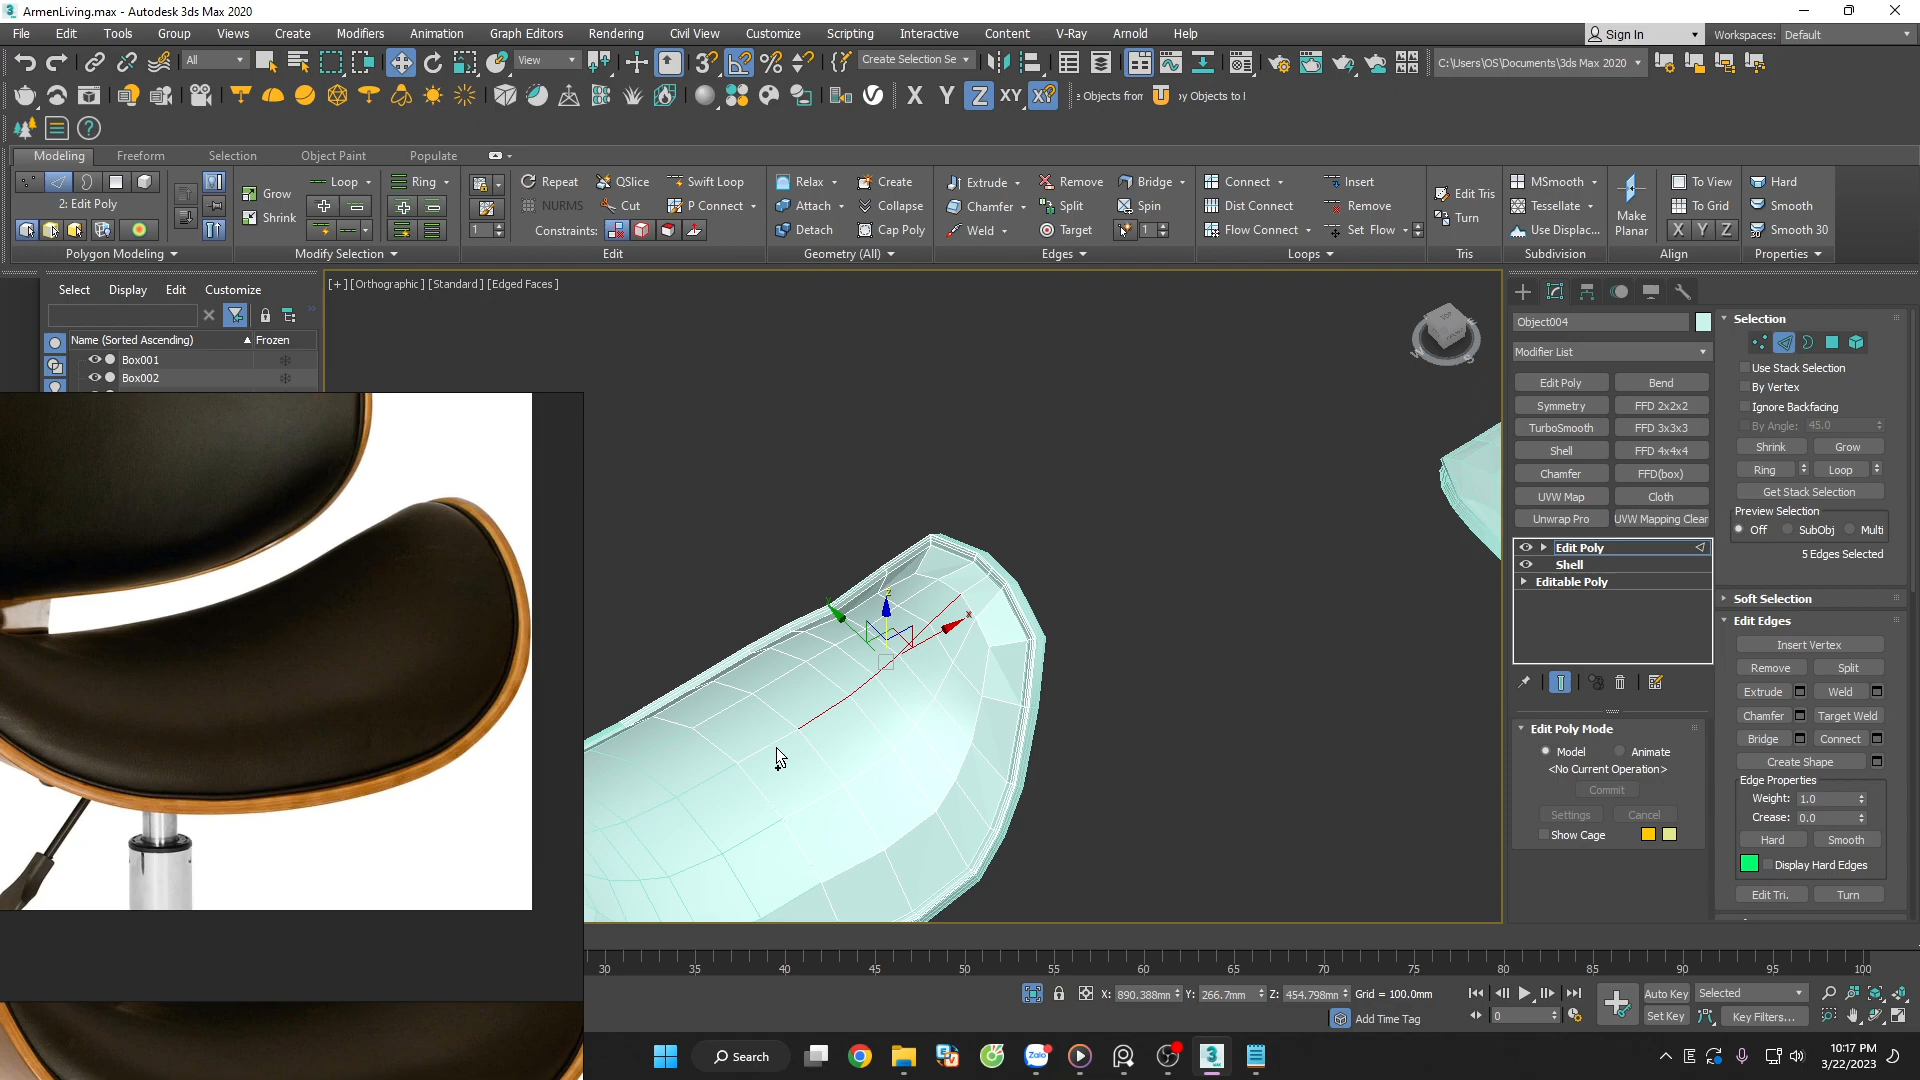 ArmenLiving.max - Autodesk 3ds Max 2020
File Edit Tools Group Views Create Modifiers Animation Graph Editors Rendering Civil View Customize Scripting Interactive Content V-Ray Arnold Help
Sign In Workspaces: Default
All View Create Selection Se C:\Users\OS\Documents\3ds Max 2020
X Y Z XY XY e Objects from oy Objects to I
Modeling Freeform Selection Object Paint Populate
Loop Ring Repeat QSlice Swift Loop Relax Create Extrude Remove Bridge Connect Insert MSmooth To View Hard
2: Edit Poly Grow NURMS Cut P Connect Attach Collapse Chamfer Split Spin Dist Connect Remove Edit Tris Turn Tessellate Make Planar To Grid Smooth
Shrink 1 Constraints: Detach Cap Poly Weld Target 1 Flow Connect Set Flow Use Displac... X Y Z Smooth 30
Polygon Modeling Modify Selection Edit Geometry (All) Edges Loops Tris Subdivision Align Properties
Select Display Edit Customize
Name (Sorted Ascending) Frozen
Box001
Box002
[+] [Orthographic] [Standard] [Edged Faces]
TOP
W S
x
z
Object004
Modifier List
Edit Poly Bend
Symmetry FFD 2x2x2
TurboSmooth FFD 3x3x3
Shell FFD 4x4x4
Chamfer FFD(box)
UVW Map Cloth
Unwrap Pro UVW Mapping Clear
Edit Poly
Shell
Editable Poly
Edit Poly Mode
Model Animate
<No Current Operation>
Commit
Settings Cancel
Show Cage
Selection
Use Stack Selection
By Vertex
Ignore Backfacing
By Angle: 45.0
Shrink Grow
Ring Loop
Get Stack Selection
Preview Selection
Off SubObj Multi
5 Edges Selected
Soft Selection
Edit Edges
Insert Vertex
Remove Split
Extrude Weld
Chamfer Target Weld
Bridge Connect
Create Shape
Edge Properties
Weight: 1.0
Crease: 0.0
Hard Smooth
Display Hard Edges
Edit Tri. Turn
30 35 40 45 50 55 60 65 70 75 80 85 90 95 100
X: 890.388mm Y: 266.7mm Z: 454.798mm Grid = 100.0mm
Add Time Tag
0
Auto Key Selected
Set Key Key Filters...
Search
Zalo
3
E
10:17 PM
3/22/2023